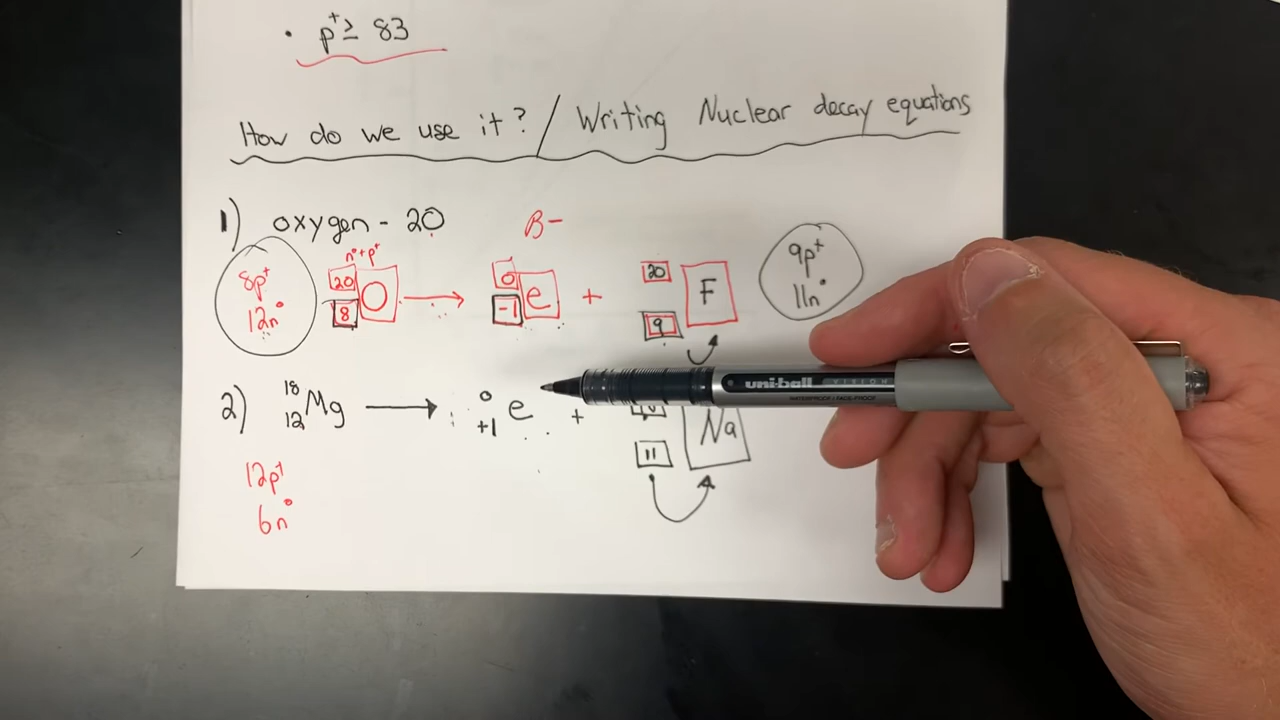 • p⁺ ≥ 83
How do we use it? / Writing Nuclear decay equations
1) oxygen - 20 β-
8p⁺ 12n° n°+p⁺ 20 8 O → 0 -1 e + 20 9 F 9p⁺ 11n°
2) 18 12 Mg → 0 +1 e + 11 Na
12p⁺
6n°
uni-ball VISION